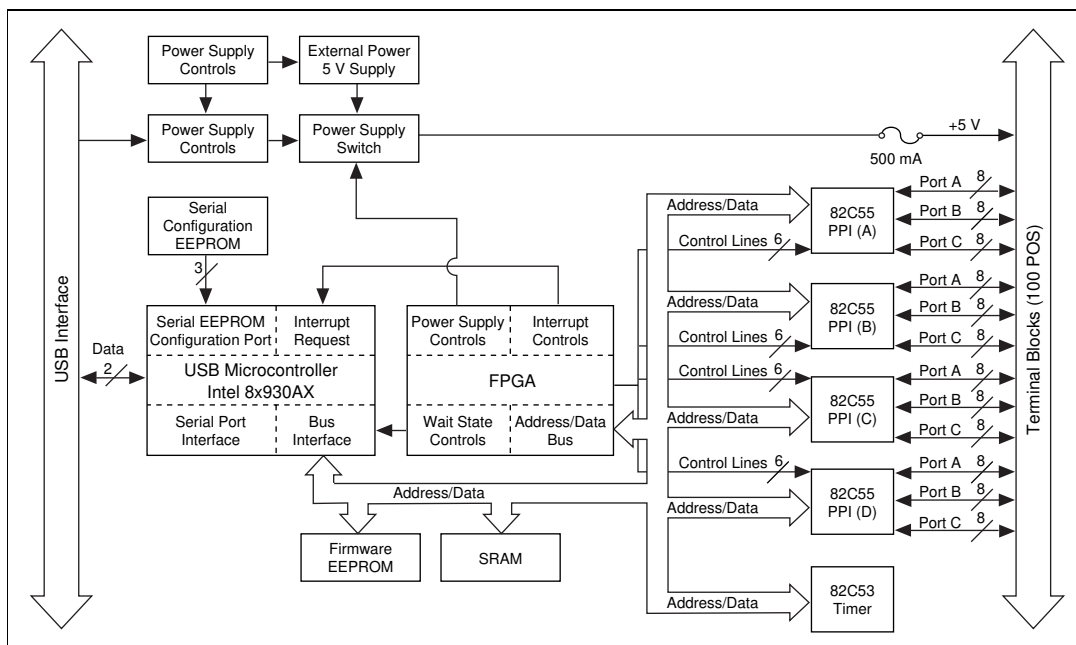 Power Supply
Controls
External Power
5 V Supply
Power Supply
Controls
Power Supply
Switch
+5 V
500 mA
Serial
Configuration
EEPROM
3
USB Interface
Data
2
Serial EEPROM
Configuration Port
Interrupt
Request
USB Microcontroller
Intel 8x930AX
Serial Port
Interface
Bus
Interface
Power Supply
Controls
Interrupt
Controls
FPGA
Wait State
Controls
Address/Data
Bus
Address/Data
Firmware
EEPROM
SRAM
Address/Data
Control Lines 6
82C55
PPI (A)
Port A 8
Port B 8
Port C 8
Address/Data
Control Lines 6
82C55
PPI (B)
Port A 8
Port B 8
Port C 8
Control Lines 6
Address/Data
82C55
PPI (C)
Port A 8
Port B 8
Port C 8
Control Lines 6
Address/Data
82C55
PPI (D)
Port A 8
Port B 8
Port C 8
Address/Data
82C53
Timer
Terminal Blocks (100 POS)